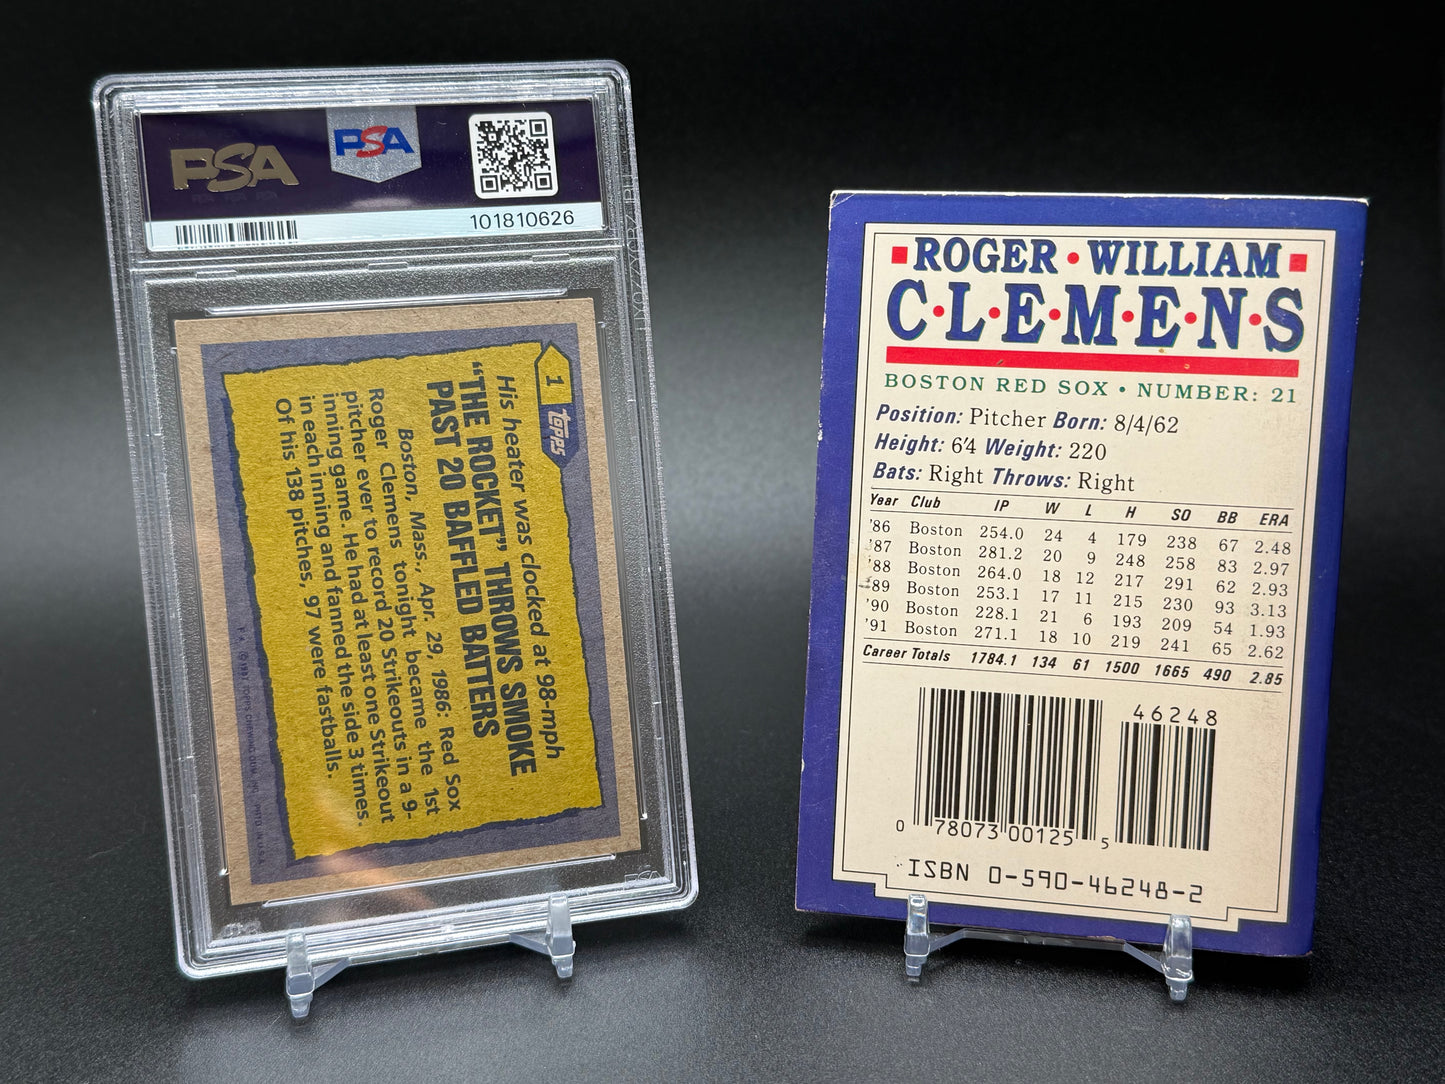 PSA
PSA
101810626
1
topps
His heater was clocked at 98-mph
"THE ROCKET" THROWS SMOKE
PAST 20 BAFFLED BATTERS
Boston, Mass., Apr. 29, 1986: Red Sox
Roger Clemens tonight became the 1st
pitcher ever to record 20 Strikeouts in a 9-
inning game. He had at least one Strikeout
in each inning and fanned the side 3 times.
Of his 138 pitches, 97 were fastballs.
ROGER • WILLIAM
C•L•E•M•E•N•S
BOSTON RED SOX • NUMBER: 21
Position: Pitcher Born: 8/4/62
Height: 6'4 Weight: 220
Bats: Right Throws: Right
Year Club IP W L H SO BB ERA
'86 Boston 254.0 24 4 179 238 67 2.48
'87 Boston 281.2 20 9 248 258 83 2.97
'88 Boston 264.0 18 12 217 291 62 2.93
'89 Boston 253.1 17 11 215 230 93 3.13
'90 Boston 228.1 21 6 193 209 54 1.93
'91 Boston 271.1 18 10 219 241 65 2.62
Career Totals 1784.1 134 61 1500 1665 490 2.85
46248
0 78073 00125 5
ISBN 0-590-46248-2